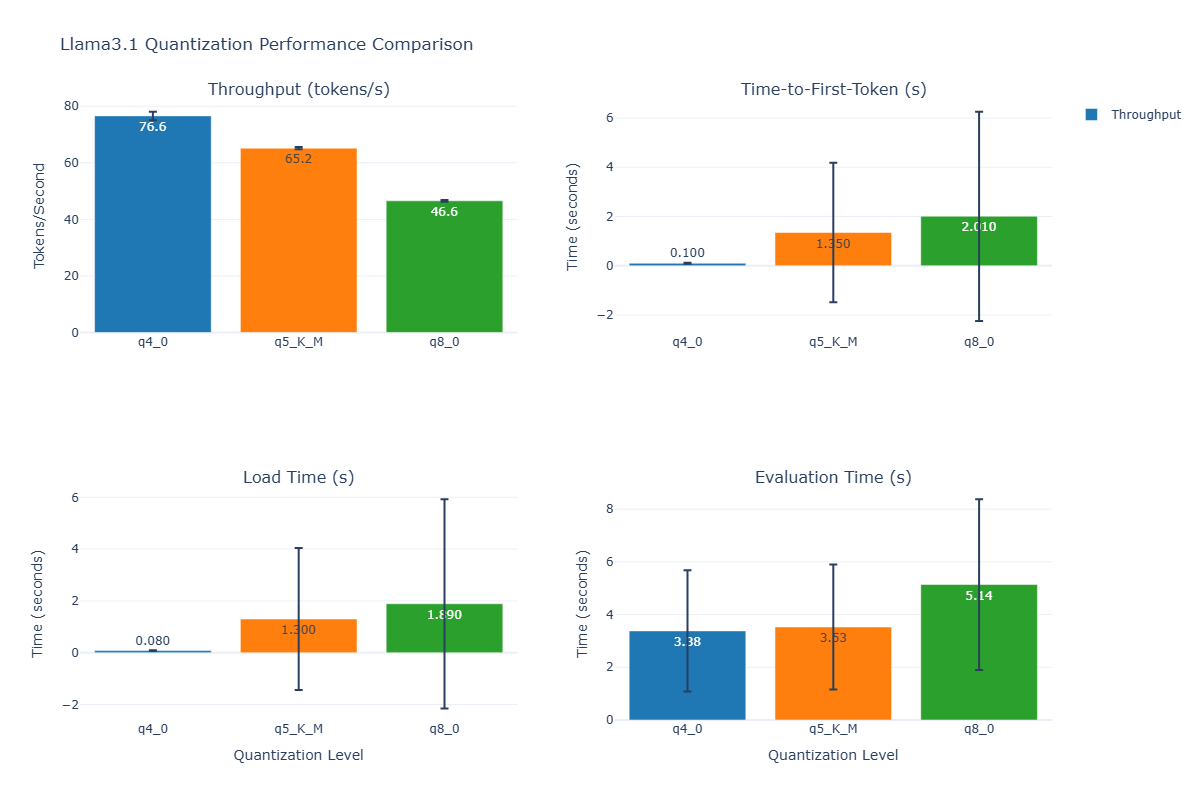 Llama3.1 Quantization Performance Comparison
Throughput (tokens/s)
80
60
40
20
0
Tokens/Second
76.6
65.2
46.6
q4_0
q5_K_M
q8_0
Time-to-First-Token (s)
6
4
2
0
−2
Time (seconds)
0.100
1.350
2.010
q4_0
q5_K_M
q8_0
Throughput
Load Time (s)
6
4
2
0
−2
Time (seconds)
0.080
1.300
1.890
q4_0
q5_K_M
q8_0
Quantization Level
Evaluation Time (s)
8
6
4
2
0
Time (seconds)
3.38
3.53
5.14
q4_0
q5_K_M
q8_0
Quantization Level